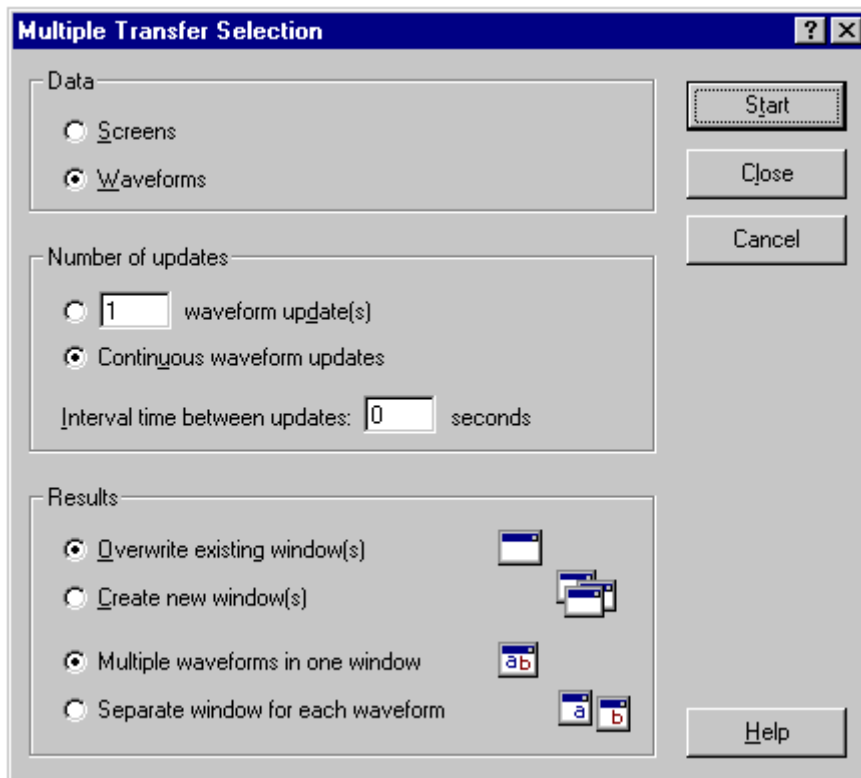 Multiple Transfer Selection
Data
Screens
Waveforms
Start
Close
Cancel
Number of updates
1 waveform update(s)
Continuous waveform updates
Interval time between updates: 0 seconds
Results
Overwrite existing window(s)
Create new window(s)
Multiple waveforms in one window
ab
Separate window for each waveform
a b
Help